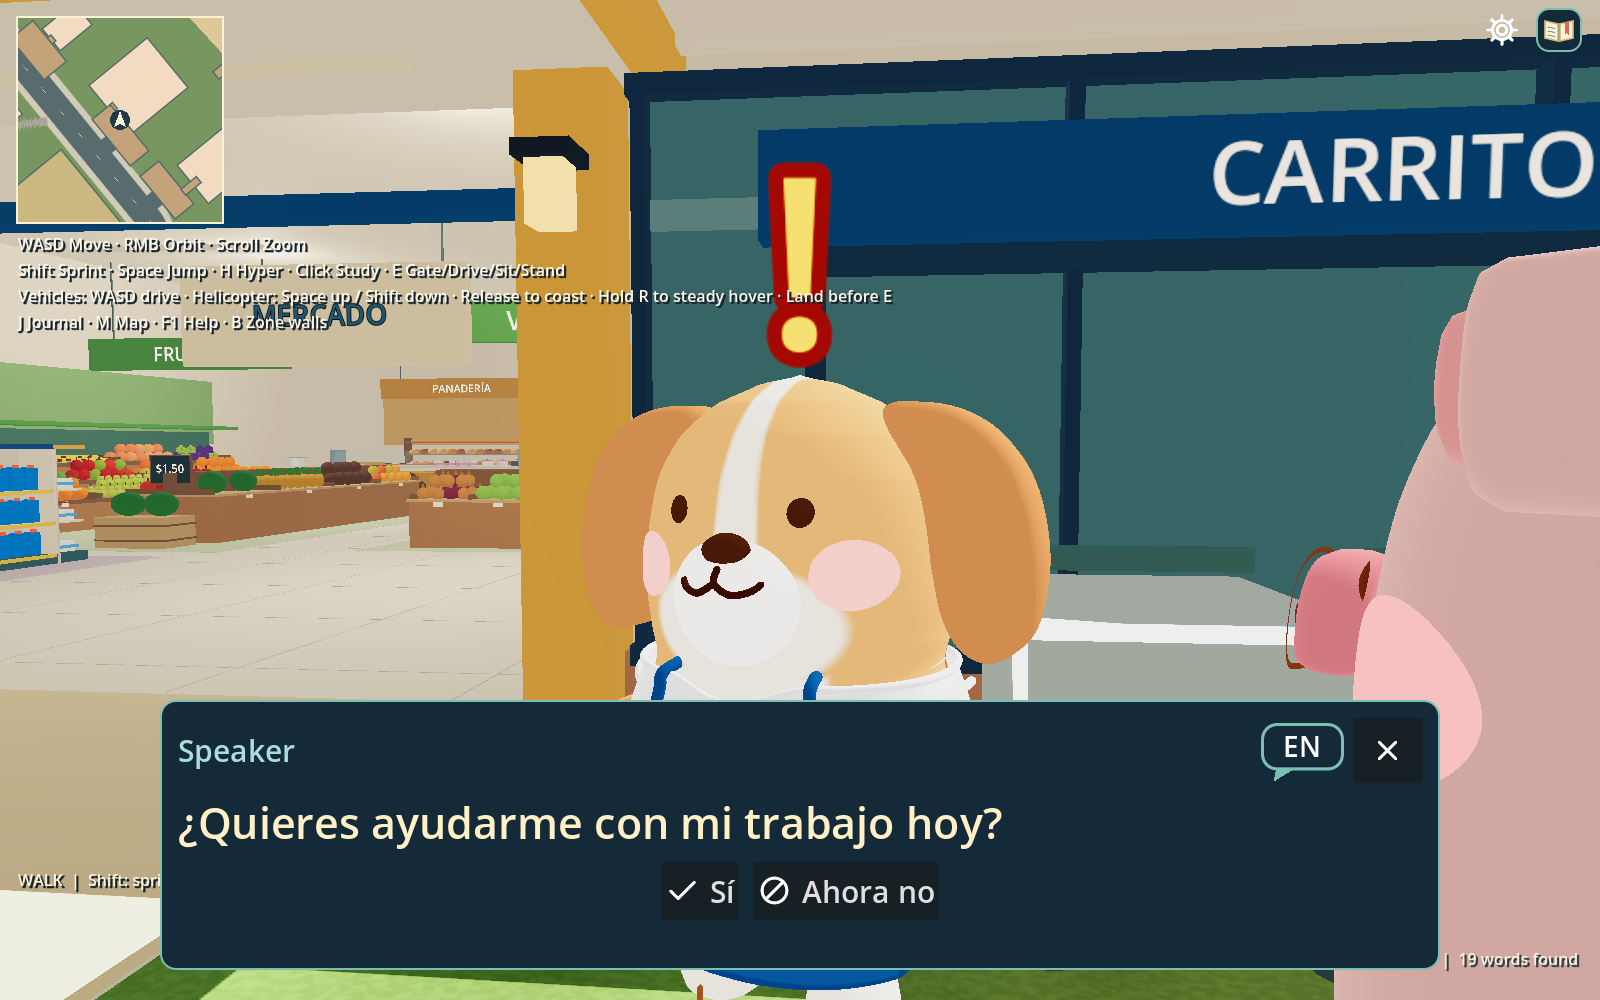 CARRITO
WASD Move · RMB Orbit · Scroll Zoom
Shift Sprint · Space Jump · H Hyper · Click Study · E Gate/Drive/Sit/Stand
Vehicles: WASD drive · Helicopter: Space up / Shift down · Release to coast · Hold R to steady hover · Land before E
J Journal · M Map · F1 Help · B Zone walls
MERCADO
V
FRU
PANADERÍA
$1.50
Speaker
EN
¿Quieres ayudarme con mi trabajo hoy?
Sí
Ahora no
WALK | Shift: spri
| 19 words found